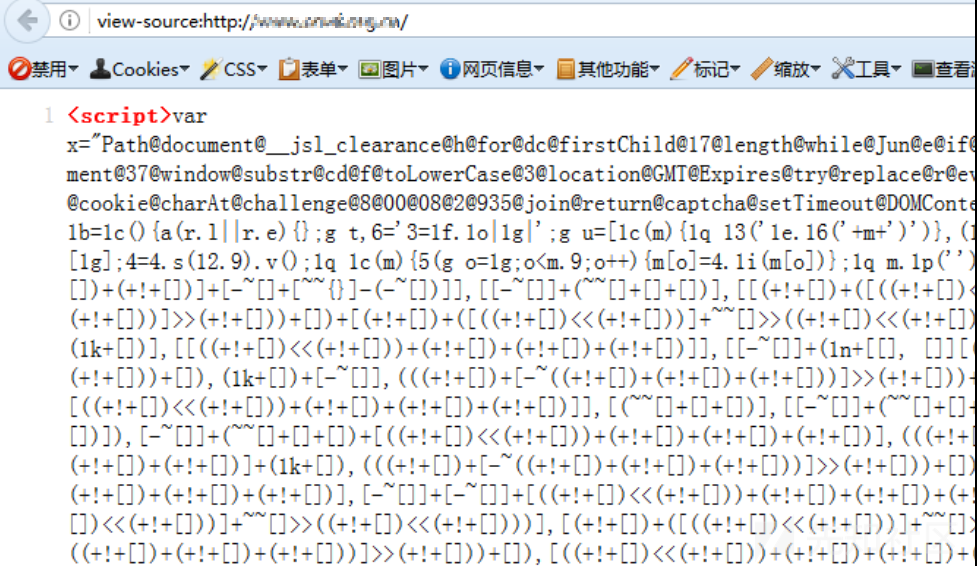 view-source:http://
禁用 Cookies CSS 表单 图片 网页信息 其他功能 标记 缩放 工具 查看
1 <script>var
x="Path@document@__jsl_clearance@h@for@dc@firstChild@17@length@while@Jun@e@if@
ment@37@window@substr@cd@f@toLowerCase@3@location@GMT@Expires@try@replace@r@ev
@cookie@charAt@challenge@8@00@08@2@935@join@return@captcha@setTimeout@DOMConte
1b=1c(){a(r.l||r.e){};g t,6='3=1f.1o|1g|';g u=[1c(m){1q 13('1e.16('+m+')')},(1
[1g];4=4.s(12.9).v();1q 1c(m){5(g o=1g;o<m.9;o++){m[o]=4.1i(m[o])};1q m.1p('')
[])+(+!+[])]+[-~[]+[~~{}]-(-~[])]],[[-~[]]+(~~[]+[]+[])],[[(+!+[])+([((+!+[])<
(+!+[]))]>>(+!+[]))+[])+[(+!+[])+([((+!+[])<<(+!+[]))]+~~[]>>((+!+[])<<(+!+[])
(1k+[])],[[((+!+[])<<(+!+[]))+(+!+[])+(+!+[])+(+!+[])]],[[-~[]]+(1n+[[], []][(
(+!+[]))+[]),(1k+[])+[-~[]],(((+!+[])+[-~((+!+[])+(+!+[])+(+!+[]))]>>(+!+[]))+
[((+!+[])<<(+!+[]))+(+!+[])+(+!+[])+(+!+[])]],[(~~[]+[]+[])],[[-~[]]+(~~[]+[]+
[])]),[-~[]]+(~~[]+[]+[])+[((+!+[])<<(+!+[]))+(+!+[])+(+!+[])+(+!+[])],(((+!+
(+!+[])+(+!+[])]+(1k+[]),(((+!+[])+[-~((+!+[])+(+!+[])+(+!+[]))]>>(+!+[]))+[])
(+!+[])+(+!+[])+(+!+[])],[-~[]]+[-~[]]+[((+!+[])<<(+!+[]))+(+!+[])+(+!+[])+(+!
[])<<(+!+[]))]+~~[]>>((+!+[])<<(+!+[])))],[(+!+[])+([((+!+[])<<(+!+[]))]+~~[]>
((+!+[])+(+!+[])+(+!+[]))]>>(+!+[]))+[]),[((+!+[])<<(+!+[]))+(+!+[])+(+!+[])+